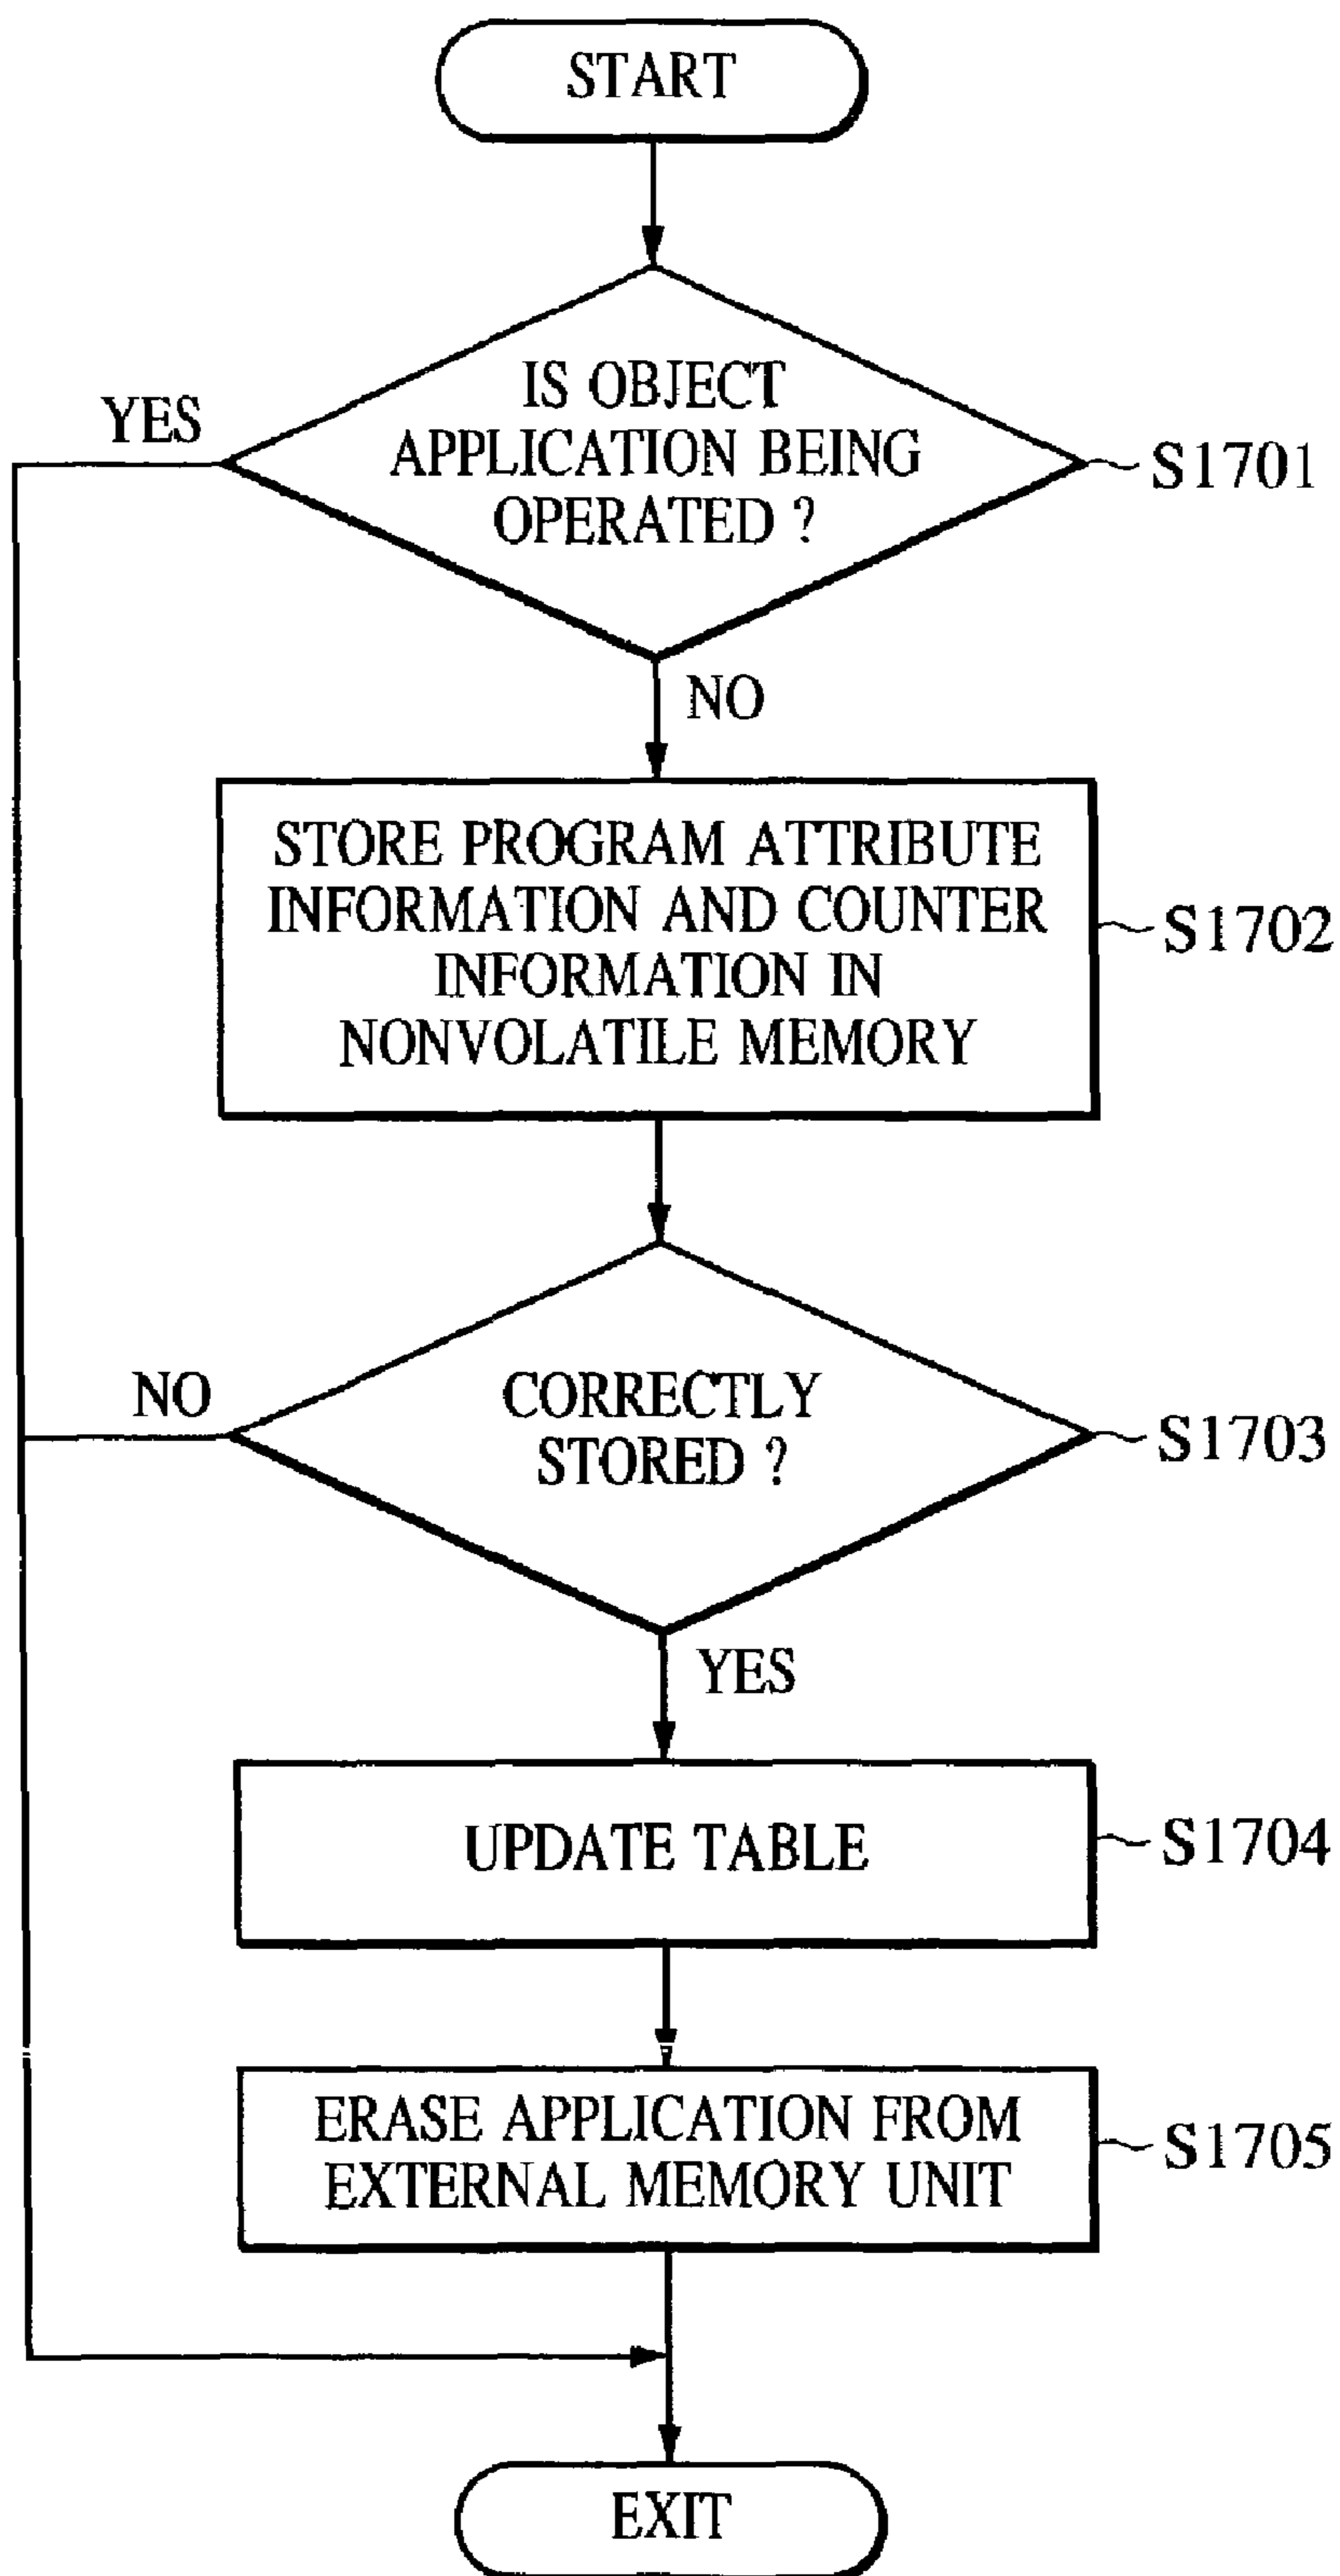 START
IS OBJECT
APPLICATION BEING
OPERATED ?
YES
S1701
NO
STORE PROGRAM ATTRIBUTE
INFORMATION AND COUNTER
INFORMATION IN
NONVOLATILE MEMORY
S1702
NO
CORRECTLY
STORED ?
S1703
YES
UPDATE TABLE
S1704
ERASE APPLICATION FROM
EXTERNAL MEMORY UNIT
S1705
EXIT